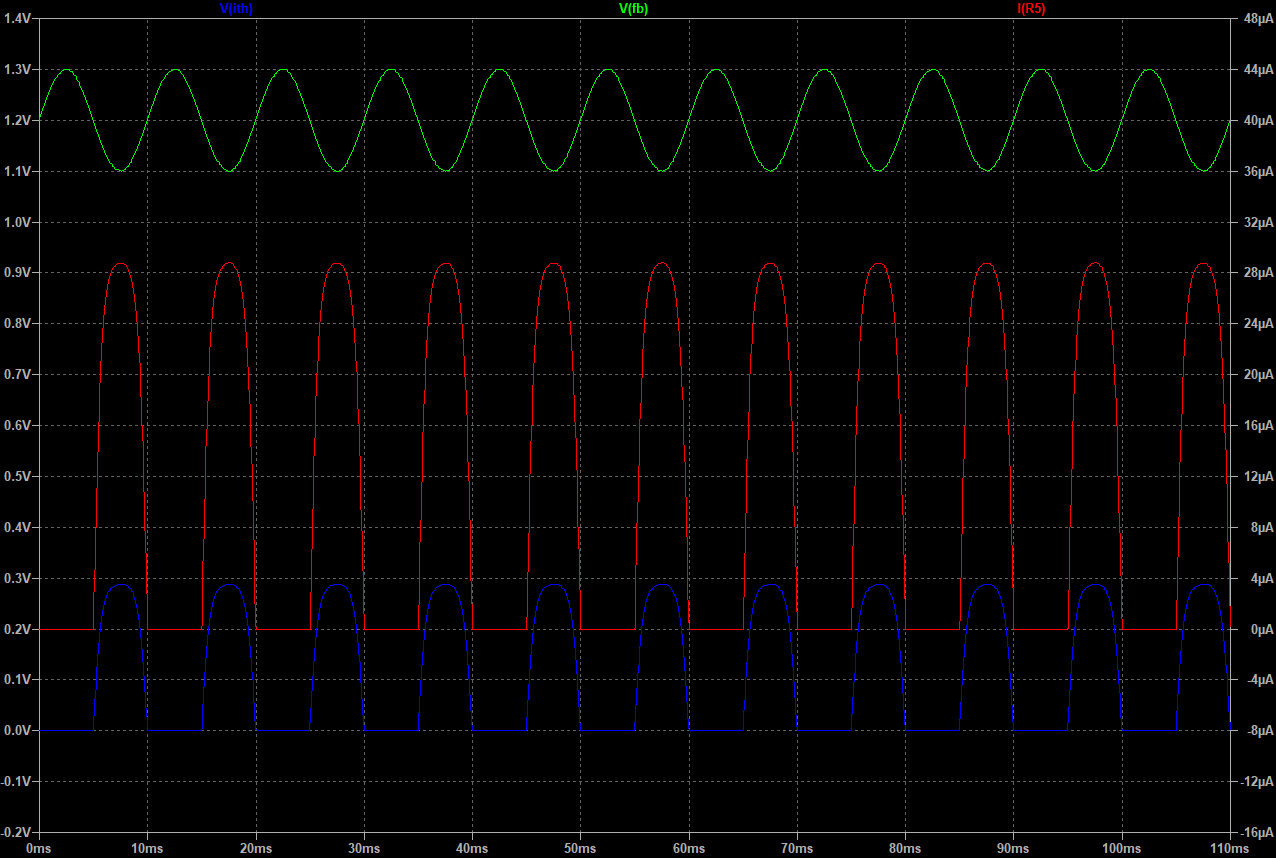 V(ith) V(fb) I(R5)
1.4V 48µA
1.3V 44µA
1.2V 40µA
1.1V 36µA
1.0V 32µA
0.9V 28µA
0.8V 24µA
0.7V 20µA
0.6V 16µA
0.5V 12µA
0.4V 8µA
0.3V 4µA
0.2V 0µA
0.1V -4µA
0.0V -8µA
-0.1V -12µA
-0.2V -16µA
0ms 10ms 20ms 30ms 40ms 50ms 60ms 70ms 80ms 90ms 100ms 110ms